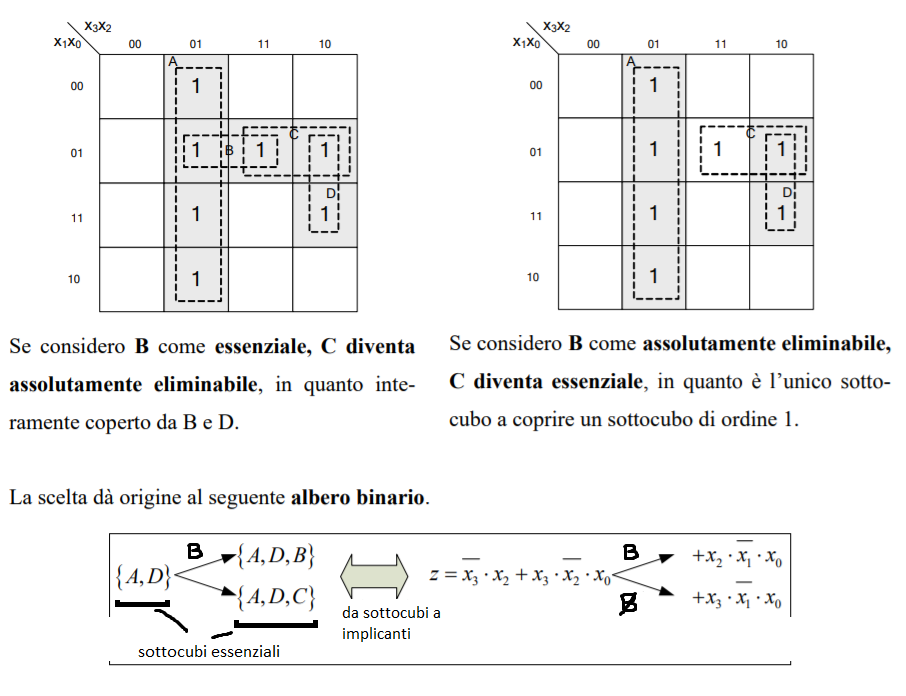 X3X2
X1X0
00 01 11 10
00
01
11
10
A
1
1 B 1 C 1
1 D 1
1
X3X2
X1X0
00 01 11 10
00
01
11
10
A
1
1 1 C 1
1 D 1
1
Se considero B come essenziale, C diventa
assolutamente eliminabile, in quanto inte-
ramente coperto da B e D.
Se considero B come assolutamente eliminabile,
C diventa essenziale, in quanto è l'unico sotto-
cubo a coprire un sottocubo di ordine 1.
La scelta dà origine al seguente albero binario.
{A,D}
B
{A,D,B}
{A,D,C}
sottocubi essenziali
da sottocubi a
implicanti
z = x̅₃ · x₂ + x₃ · x̅₂ · x₀
B
+x₂ · x̅₁ · x₀
B̸
+x₃ · x̅₁ · x₀